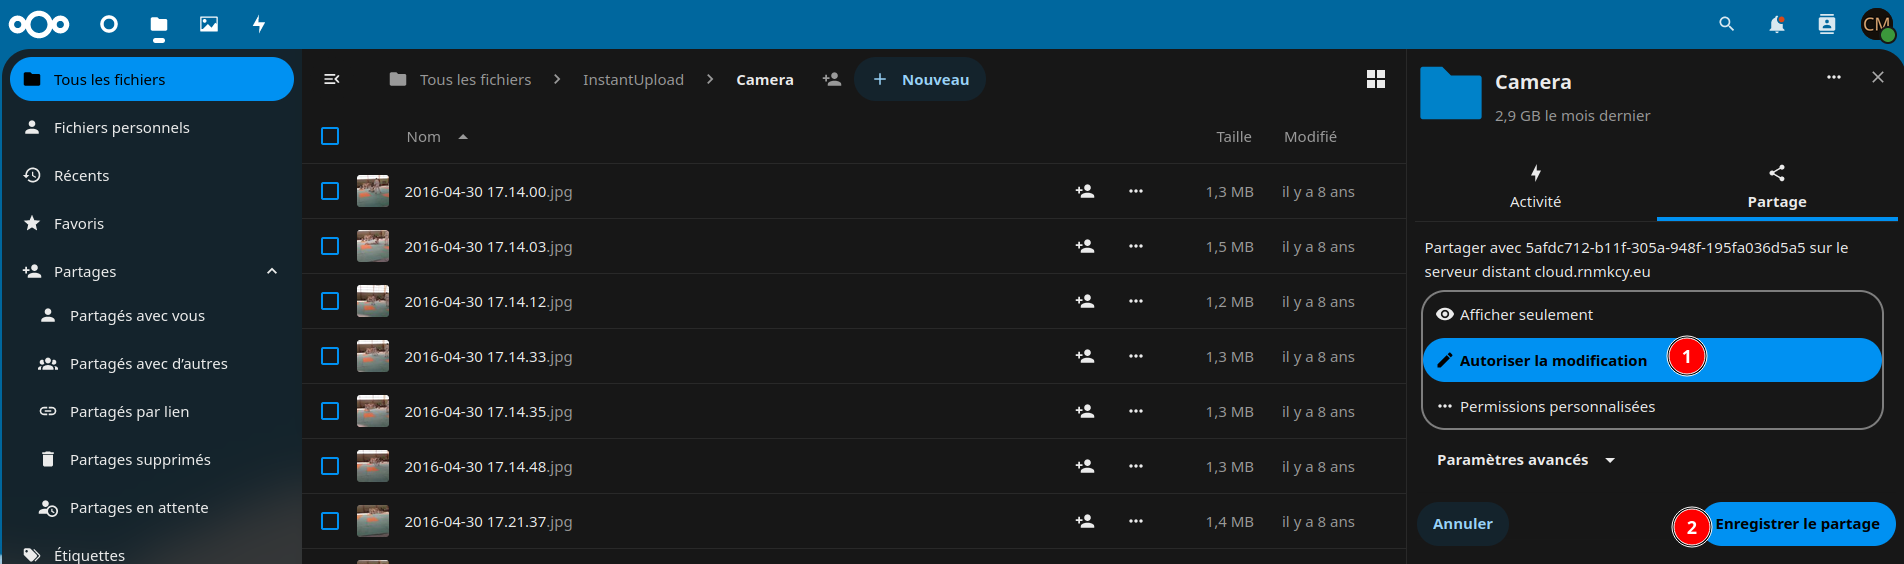 CM
Tous les fichiers
Fichiers personnels
Récents
Favoris
Partages
Partagés avec vous
Partagés avec d’autres
Partagés par lien
Partages supprimés
Partages en attente
Étiquettes
Tous les fichiers > InstantUpload > Camera + Nouveau
Nom Taille Modifié
2016-04-30 17.14.00.jpg 1,3 MB il y a 8 ans
2016-04-30 17.14.03.jpg 1,5 MB il y a 8 ans
2016-04-30 17.14.12.jpg 1,2 MB il y a 8 ans
2016-04-30 17.14.33.jpg 1,3 MB il y a 8 ans
2016-04-30 17.14.35.jpg 1,3 MB il y a 8 ans
2016-04-30 17.14.48.jpg 1,3 MB il y a 8 ans
2016-04-30 17.21.37.jpg 1,4 MB il y a 8 ans
Camera
2,9 GB le mois dernier
Activité Partage
Partager avec 5afdc712-b11f-305a-948f-195fa036d5a5 sur le
serveur distant cloud.rnmkcy.eu
Afficher seulement
Autoriser la modification 1
Permissions personnalisées
Paramètres avancés
Annuler 2 Enregistrer le partage